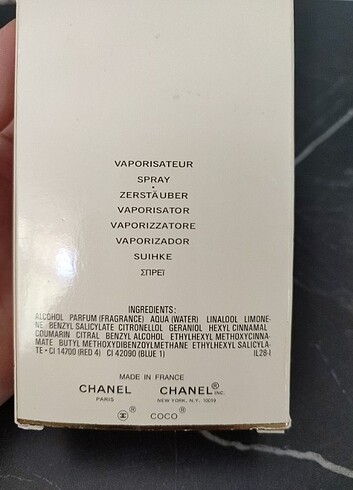 VAPORISATEUR
SPRAY
ZERSTÄUBER
VAPORISATOR
VAPORIZZATORE
VAPORIZADOR
SUIHKE
ΣΠΡΕΪ
INGREDIENTS:
ALCOHOL PARFUM (FRAGRANCE) AQUA (WATER) LINALOOL LIMONE-
NE BENZYL SALICYLATE CITRONELLOL GERANIOL HEXYL CINNAMAL
COUMARIN CITRAL BENZYL ALCOHOL ETHYLHEXYL METHOXYCINNA-
MATE BUTYL METHOXYDIBENZOYLMETHANE ETHYLHEXYL SALICYLA-
TE • CI 14700 (RED 4) CI 42090 (BLUE 1) IL28-I
MADE IN FRANCE
CHANEL CHANEL® INC.
PARIS NEW YORK, N.Y. 10019
® COCO®